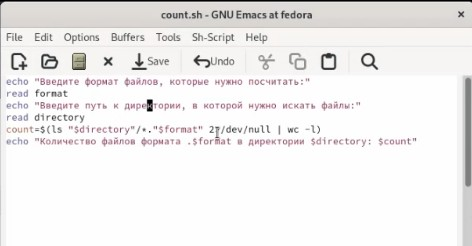 count.sh - GNU Emacs at fedora
File Edit Options Buffers Tools Sh-Script Help
Save Undo
echo "Введите формат файлов, которые нужно посчитать:"
read format
echo "Введите путь к директории, в которой нужно искать файлы:"
read directory
count=$(ls "$directory"/*."$format" 2>/dev/null | wc -l)
echo "Количество файлов формата .$format в директории $directory: $count"